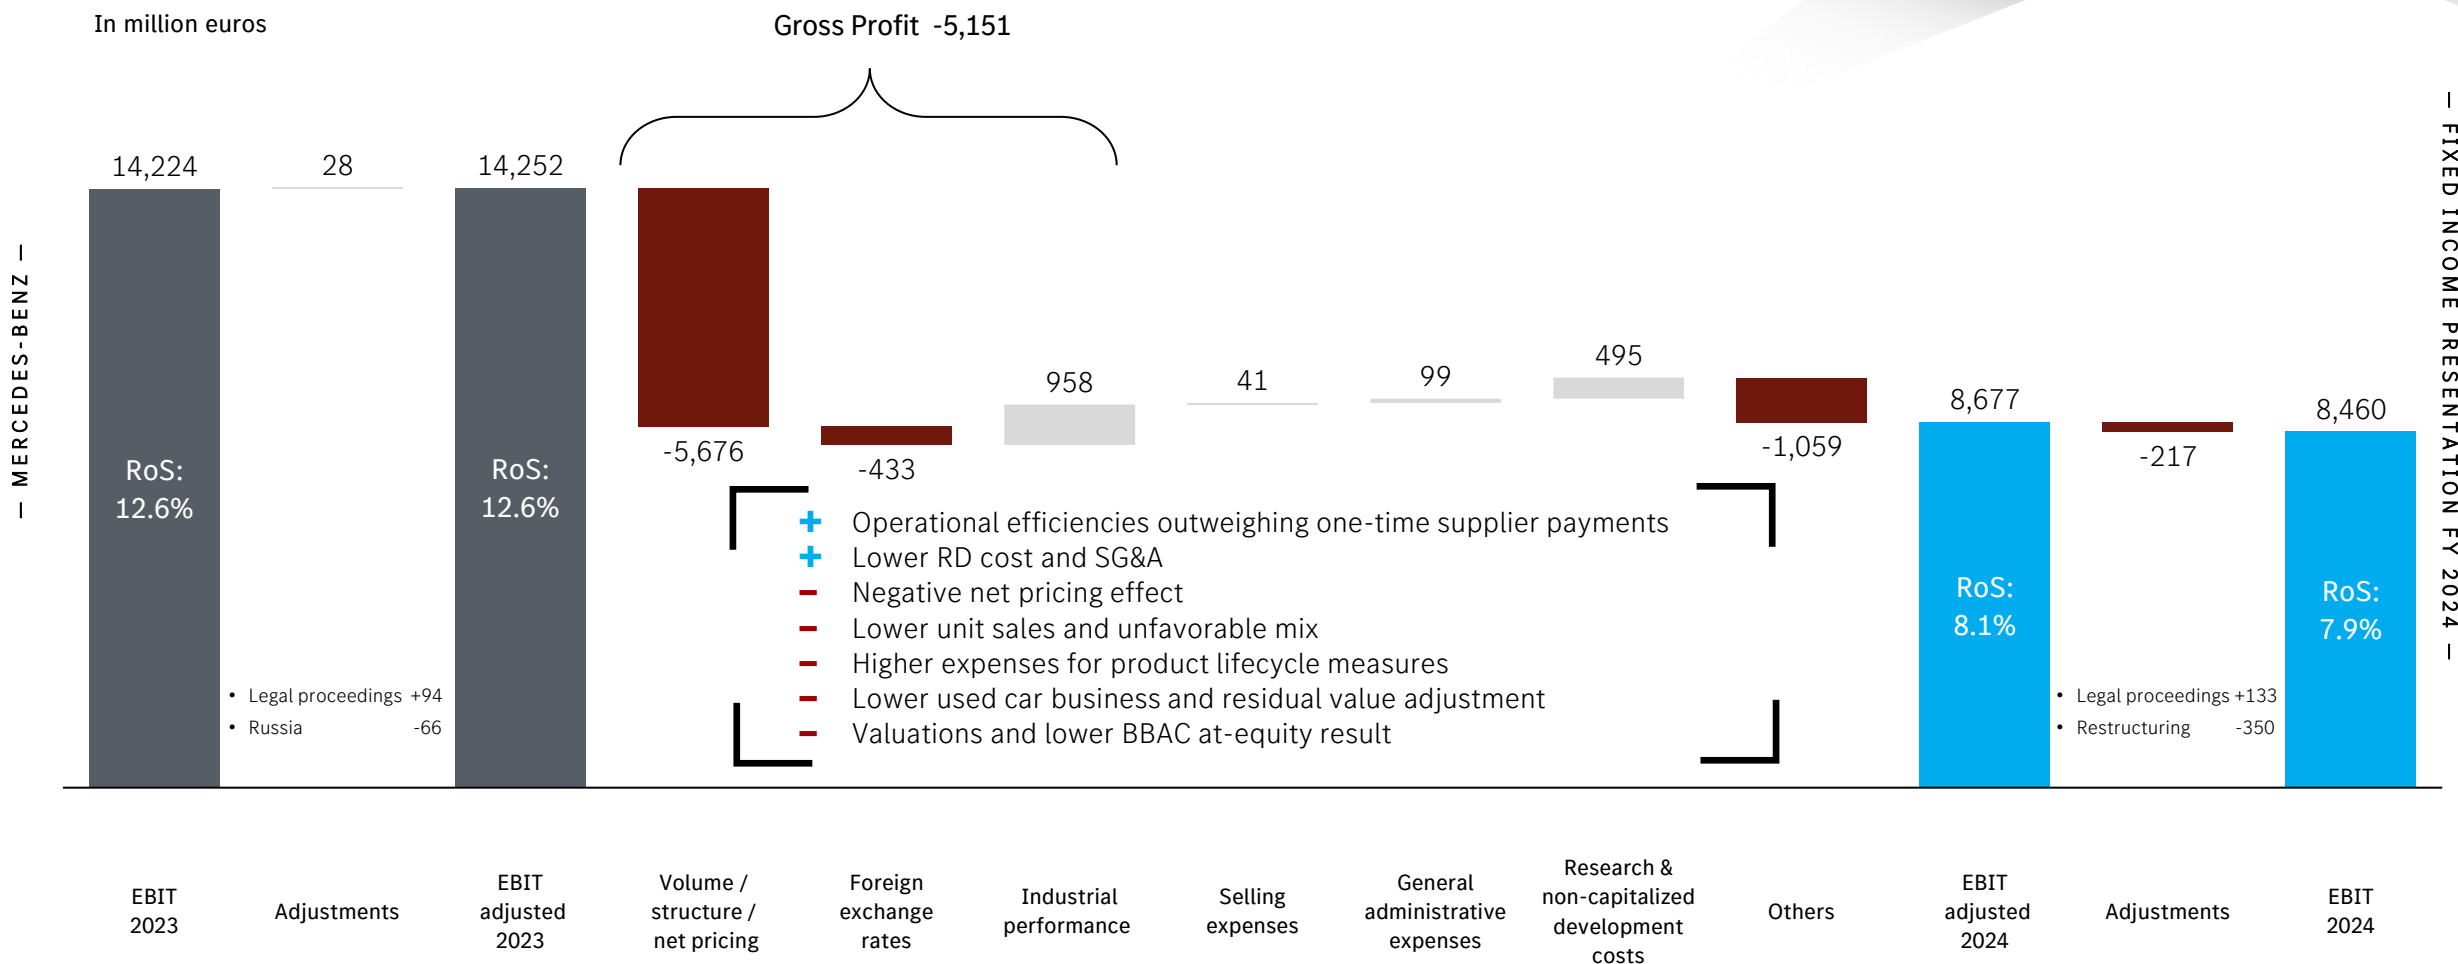 In million euros
Gross Profit -5,151
— MERCEDES-BENZ —
— FIXED INCOME PRESENTATION FY 2024 —
14,224
28
14,252
-5,676
-433
958
41
99
495
-1,059
8,677
-217
8,460
RoS:
12.6%
RoS:
12.6%
RoS:
8.1%
RoS:
7.9%
• Legal proceedings +94
• Russia -66
+ Operational efficiencies outweighing one-time supplier payments
+ Lower RD cost and SG&A
– Negative net pricing effect
– Lower unit sales and unfavorable mix
– Higher expenses for product lifecycle measures
– Lower used car business and residual value adjustment
– Valuations and lower BBAC at-equity result
• Legal proceedings +133
• Restructuring -350
EBIT
2023
Adjustments
EBIT
adjusted
2023
Volume /
structure /
net pricing
Foreign
exchange
rates
Industrial
performance
Selling
expenses
General
administrative
expenses
Research &
non-capitalized
development
costs
Others
EBIT
adjusted
2024
Adjustments
EBIT
2024